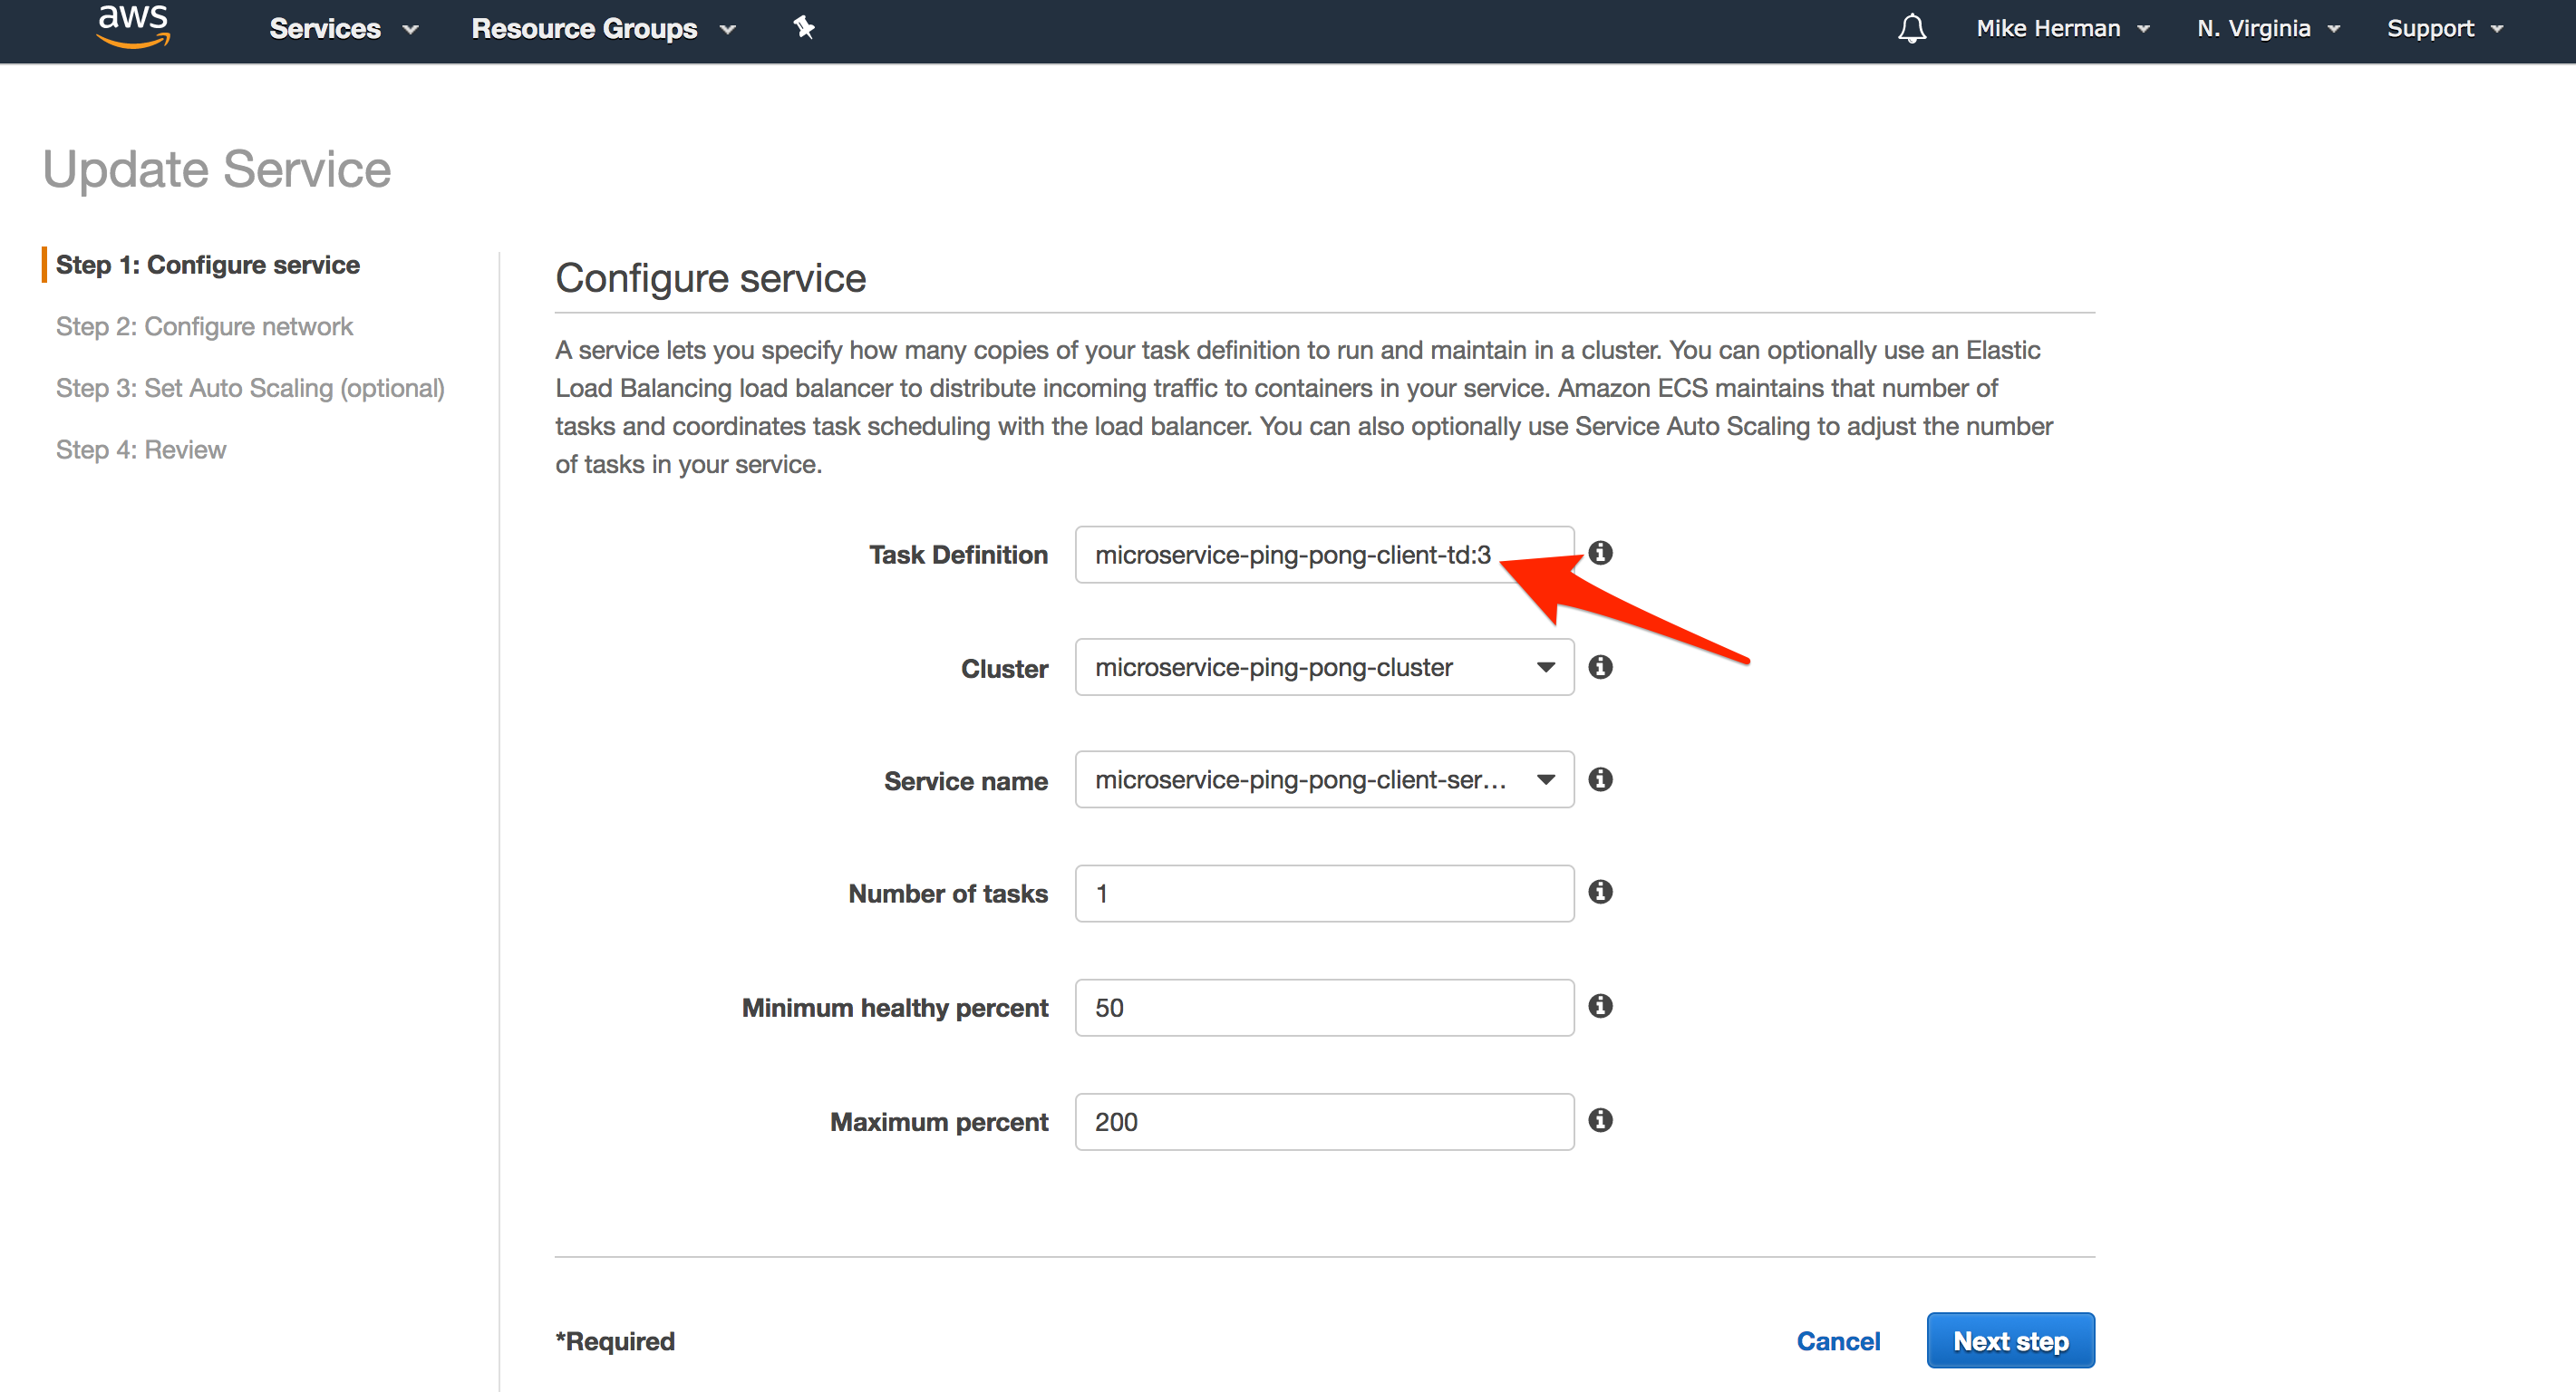 aws
Services
Resource Groups
Mike Herman
N. Virginia
Support
Update Service
Step 1: Configure service
Step 2: Configure network
Step 3: Set Auto Scaling (optional)
Step 4: Review
Configure service
A service lets you specify how many copies of your task definition to run and maintain in a cluster. You can optionally use an Elastic
Load Balancing load balancer to distribute incoming traffic to containers in your service. Amazon ECS maintains that number of
tasks and coordinates task scheduling with the load balancer. You can also optionally use Service Auto Scaling to adjust the number
of tasks in your service.
Task Definition
microservice-ping-pong-client-td:3
Cluster
microservice-ping-pong-cluster
Service name
microservice-ping-pong-client-ser...
Number of tasks
1
Minimum healthy percent
50
Maximum percent
200
*Required
Cancel
Next step